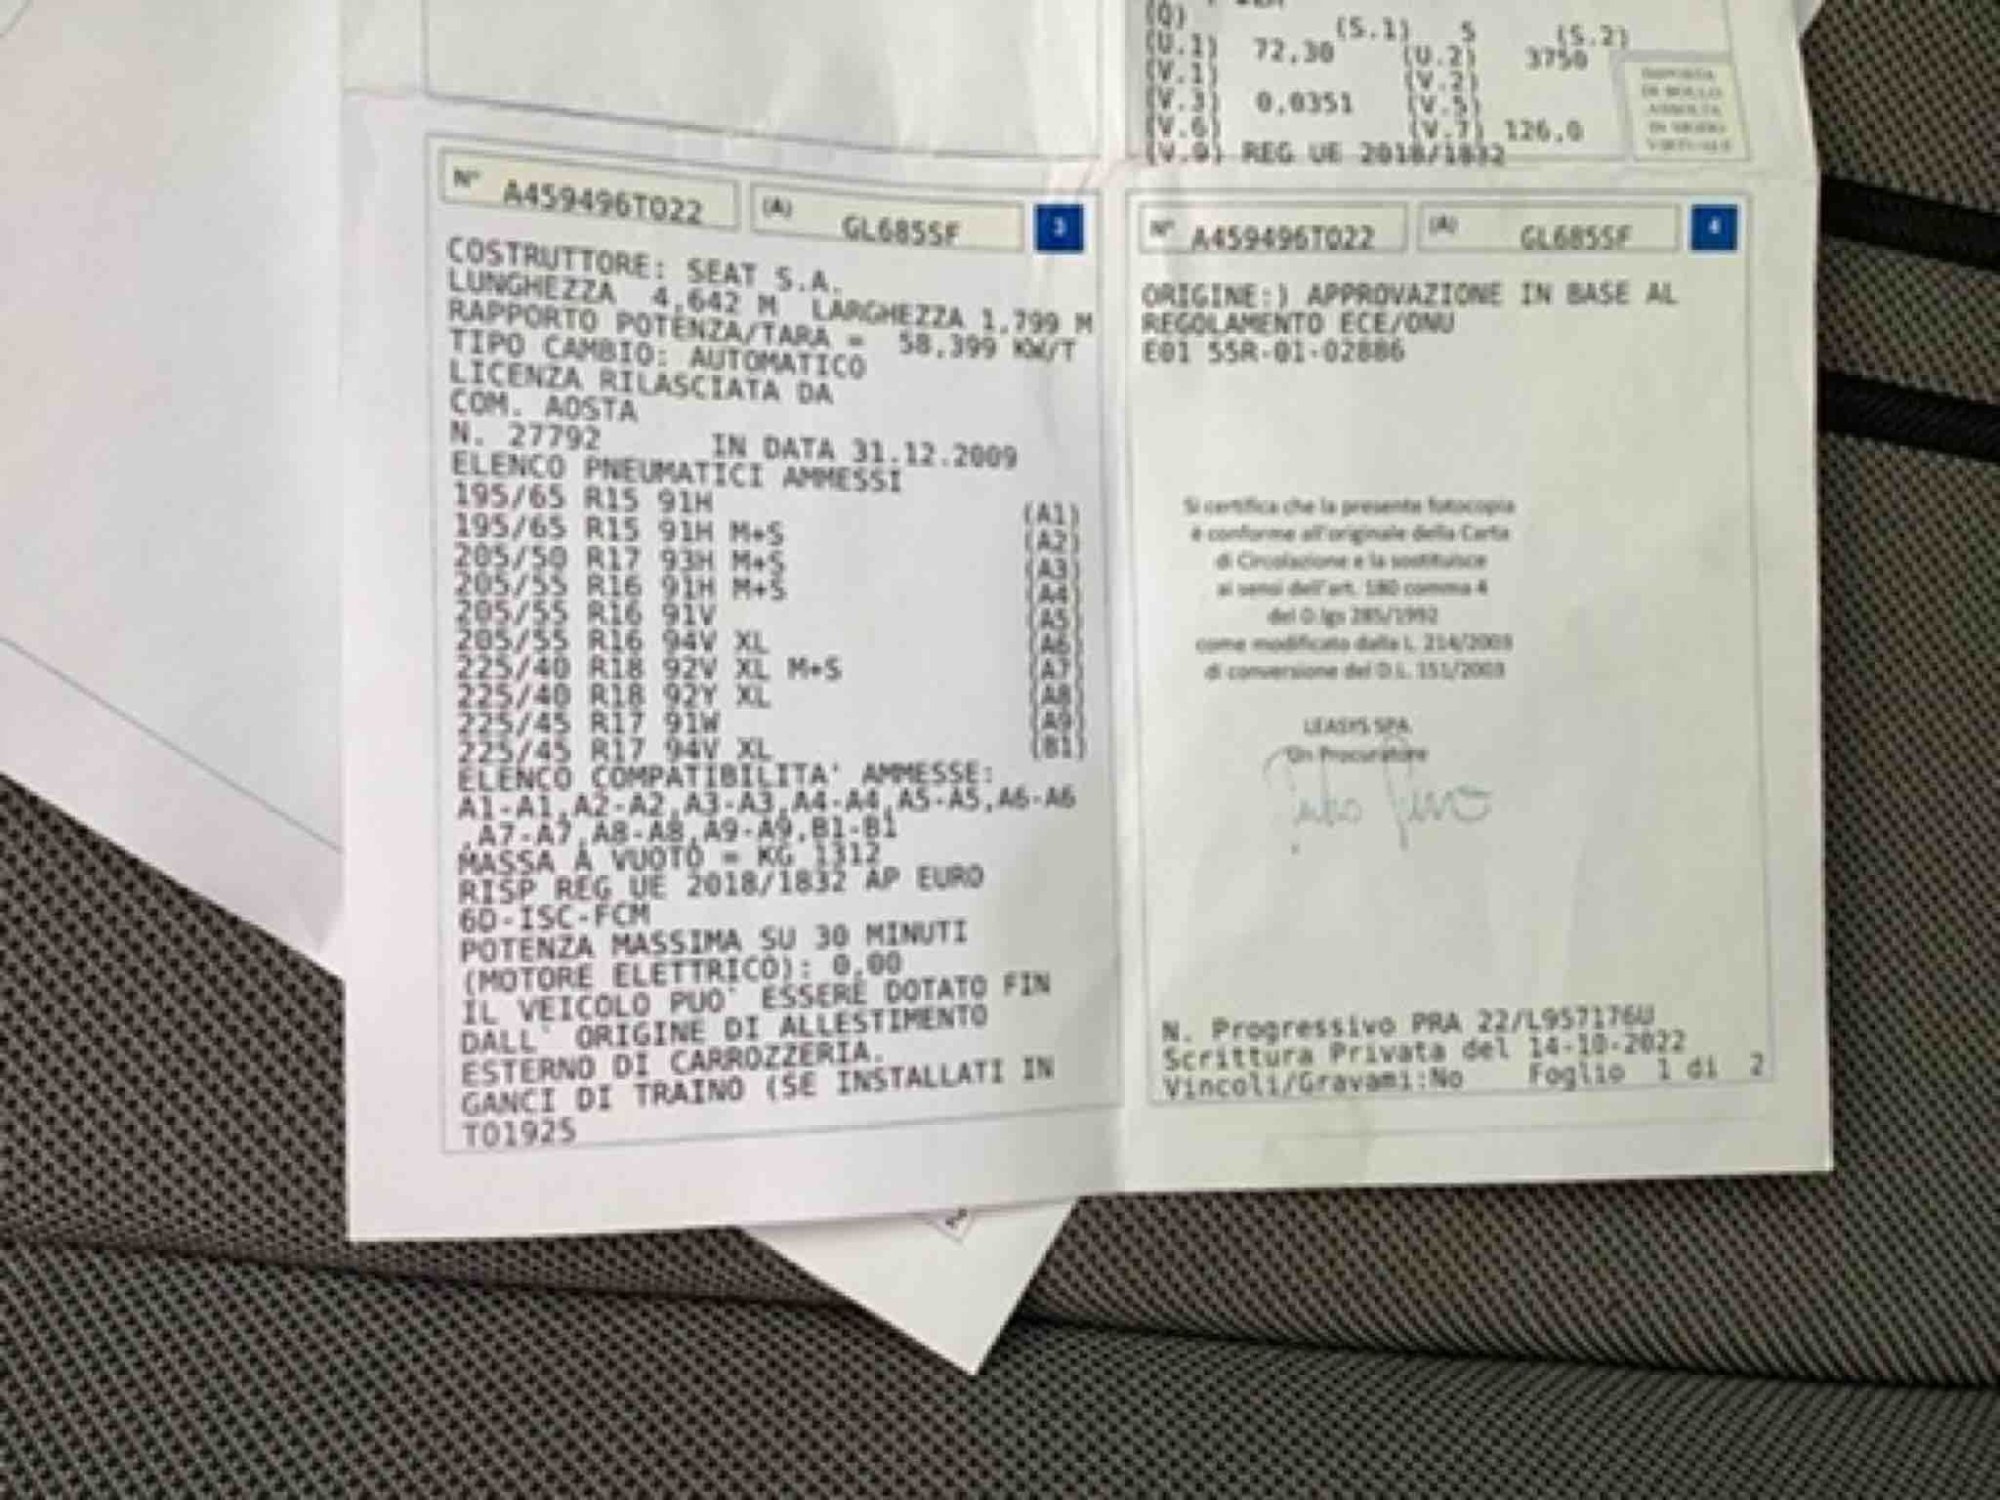 (Q) (S.1) 5 (S.2)
(U.1) 72,30 (U.2) 3750
(V.1) (V.2)
(V.3) 0,0351 (V.5)
(V.6) (V.7) 126,0
(V.9) REG UE 2018/1832
IMPOSTA
DI BOLLO
ASSOLTA
IN MODO
VIRTUALE
N° A459496T022 (A) GL685SF 3
COSTRUTTORE: SEAT S.A.
LUNGHEZZA 4,642 M LARGHEZZA 1,799 M
RAPPORTO POTENZA/TARA = 58,399 KW/T
TIPO CAMBIO: AUTOMATICO
LICENZA RILASCIATA DA
COM. AOSTA
N. 27792 IN DATA 31.12.2009
ELENCO PNEUMATICI AMMESSI
195/65 R15 91H (A1)
195/65 R15 91H M+S (A2)
205/50 R17 93H M+S (A3)
205/55 R16 91H M+S (A4)
205/55 R16 91V (A5)
205/55 R16 94V XL (A6)
225/40 R18 92V XL M+S (A7)
225/40 R18 92Y XL (A8)
225/45 R17 91W (A9)
225/45 R17 94V XL (B1)
ELENCO COMPATIBILITA' AMMESSE:
A1-A1,A2-A2,A3-A3,A4-A4,A5-A5,A6-A6
,A7-A7,A8-A8,A9-A9,B1-B1
MASSA A VUOTO = KG 1312
RISP REG UE 2018/1832 AP EURO
6D-ISC-FCM
POTENZA MASSIMA SU 30 MINUTI
(MOTORE ELETTRICO): 0,00
IL VEICOLO PUO' ESSERE DOTATO FIN
DALL' ORIGINE DI ALLESTIMENTO
ESTERNO DI CARROZZERIA.
GANCI DI TRAINO (SE INSTALLATI IN
TO1925
N° A459496T022 (A) GL685SF 4
ORIGINE:) APPROVAZIONE IN BASE AL
REGOLAMENTO ECE/ONU
E01 55R-01-02886
Si certifica che la presente fotocopia
è conforme all'originale della Carta
di Circolazione e la sostituisce
ai sensi dell'art. 180 comma 4
del D.lgs 285/1992
come modificato dalla L. 214/2003
di conversione del D.L. 151/2003
LEASYS SPA
Un Procuratore
N. Progressivo PRA 22/L957176U
Scrittura Privata del 14-10-2022
Vincoli/Gravami:No Foglio 1 di 2